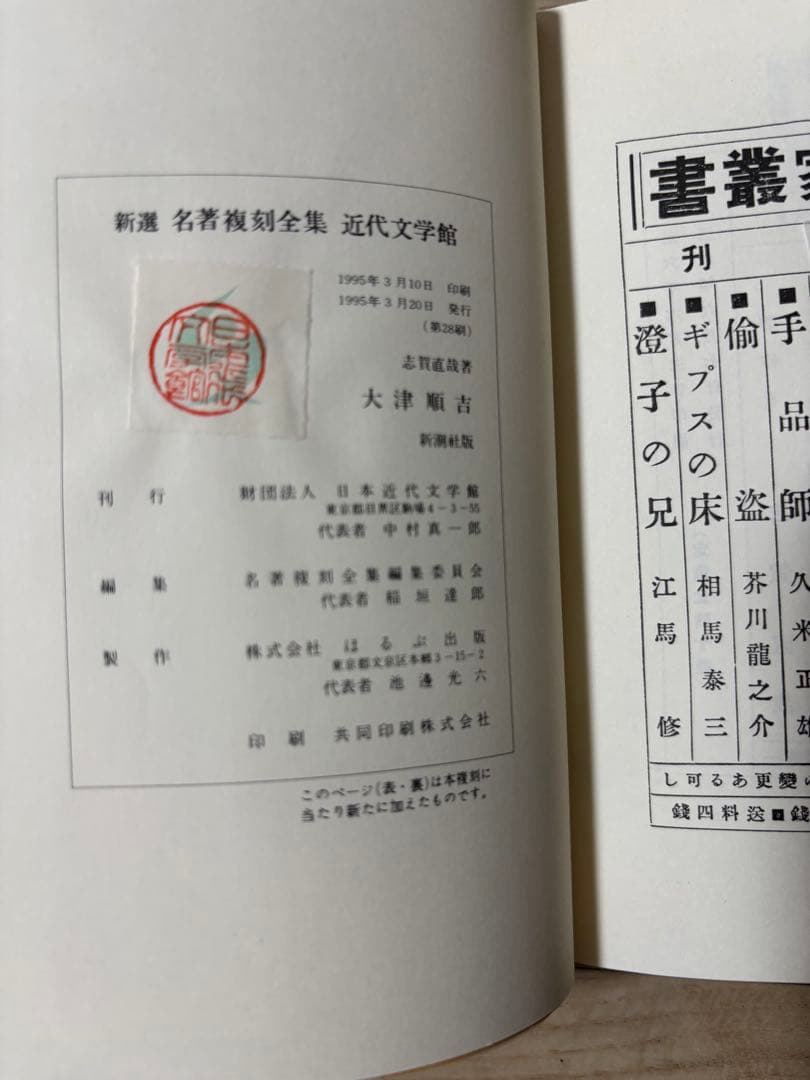 新選 名著複刻全集 近代文学館
1995年3月10日 印刷
1995年3月20日 発行
(第28刷)
志賀直哉著
大津順吉
新潮社版
刊行 財団法人 日本近代文学館
東京都目黒区駒場4-3-55
代表者 中村真一郎
編集 名著複刻全集編集委員会
代表者 稲垣達郎
製作 株式会社 ほるぷ出版
東京都文京区本郷3-15-2
代表者 池邊光六
印刷 共同印刷株式会社
このページ(表・裏)は本複刻に
当たり新たに加えたものです。
書叢
刊
■手品師 久米正雄
■偷盗 芥川龍之介
■ギプスの床 相馬泰三
■澄子の兄 江馬修
し可るあ更變
錢四料送■錢